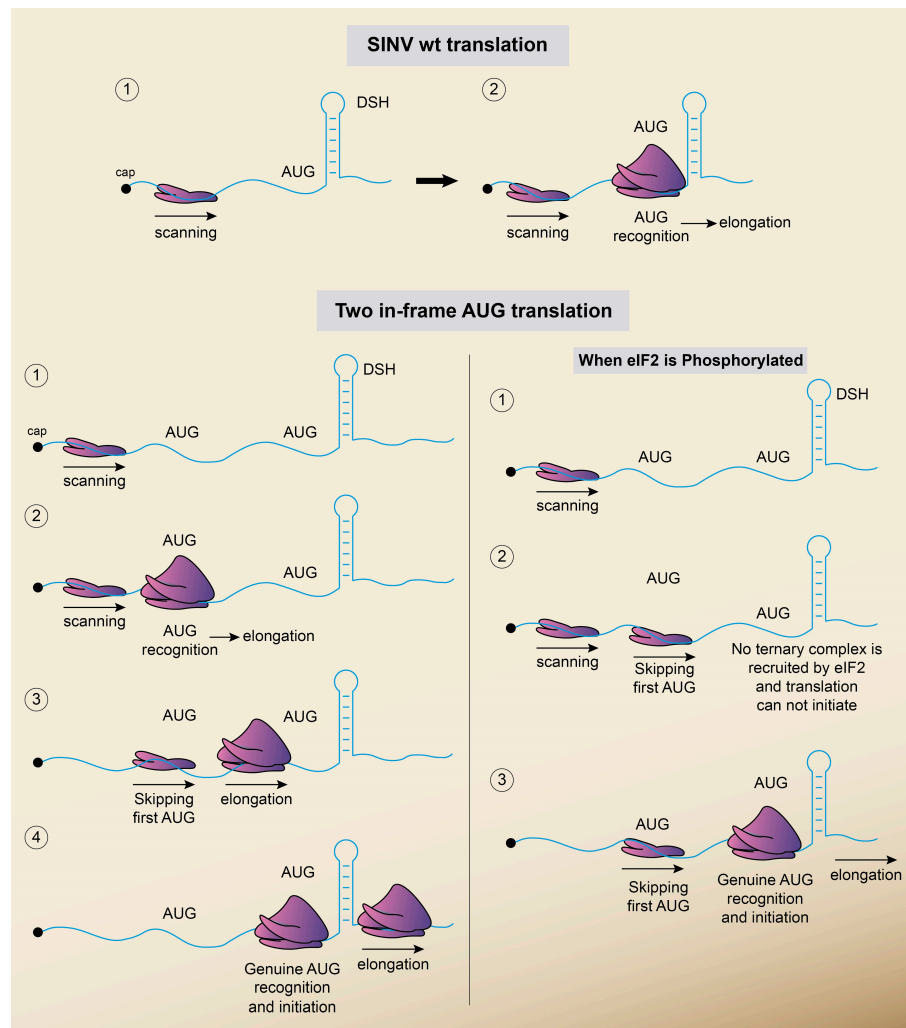 SINV wt translation
1
2
DSH
AUG
AUG
cap
scanning
scanning
AUG
recognition
elongation
Two in-frame AUG translation
1
DSH
cap
AUG
AUG
scanning
2
AUG
AUG
scanning
AUG
recognition
elongation
3
AUG
AUG
Skipping
first AUG
elongation
4
AUG
AUG
Genuine AUG
recognition
and initiation
elongation
When eIF2 is Phosphorylated
1
DSH
AUG
AUG
scanning
2
AUG
AUG
scanning
Skipping
first AUG
No ternary complex is
recruited by eIF2
and translation
can not initiate
3
AUG
AUG
Skipping
first AUG
Genuine AUG
recognition
and initiation
elongation